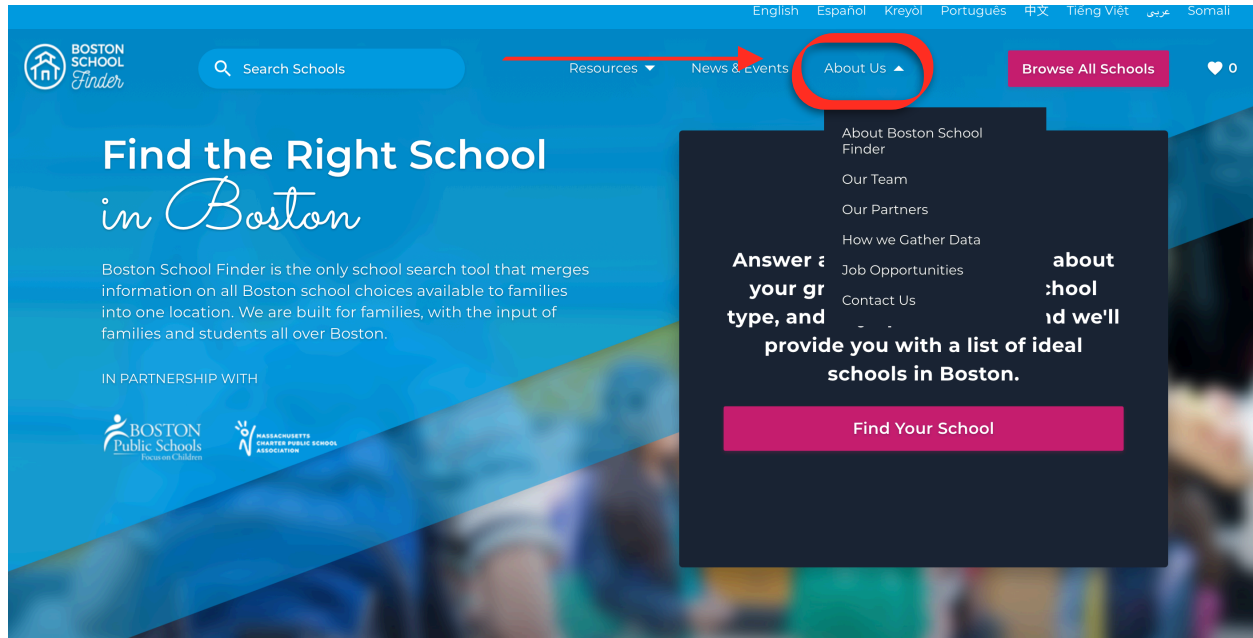 English Español Kreyòl Português 中文 Tiếng Việt عربى Somali
BOSTON
SCHOOL
Finder
Search Schools
Resources
News & Events
About Us
Browse All Schools
0
About Boston School
Finder
Our Team
Our Partners
How we Gather Data
Job Opportunities
Contact Us
Find the Right School
in Boston
Boston School Finder is the only school search tool that merges
information on all Boston school choices available to families
into one location. We are built for families, with the input of
families and students all over Boston.
IN PARTNERSHIP WITH
BOSTON
Public Schools
Focus on Children
MASSACHUSETTS
CHARTER PUBLIC SCHOOL
ASSOCIATION
Answer about
your
type, and we'll
provide you with a list of ideal
schools in Boston.
Find Your School